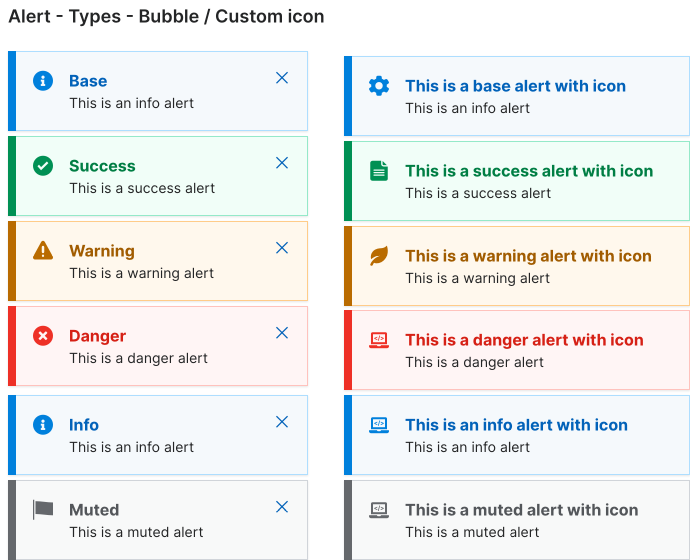 Alert - Types - Bubble / Custom icon
Base
This is an info alert
Success
This is a success alert
Warning
This is a warning alert
Danger
This is a danger alert
Info
This is an info alert
Muted
This is a muted alert
This is a base alert with icon
This is an info alert
This is a success alert with icon
This is a success alert
This is a warning alert with icon
This is a warning alert
This is a danger alert with icon
This is a danger alert
This is an info alert with icon
This is an info alert
This is a muted alert with icon
This is a muted alert